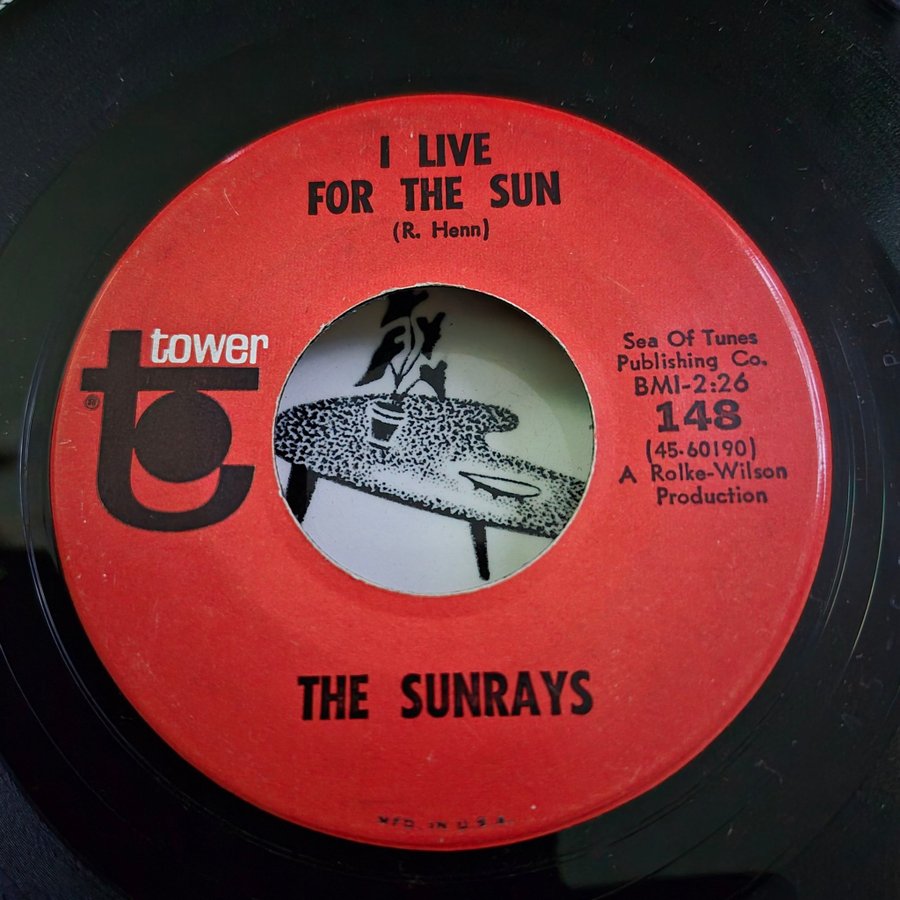 I LIVE
FOR THE SUN
(R. Henn)
tower
®
Sea Of Tunes
Publishing Co.
BMI-2:26
148
(45-60190)
A Rolke-Wilson
Production
THE SUNRAYS
MFD. IN U.S.A.